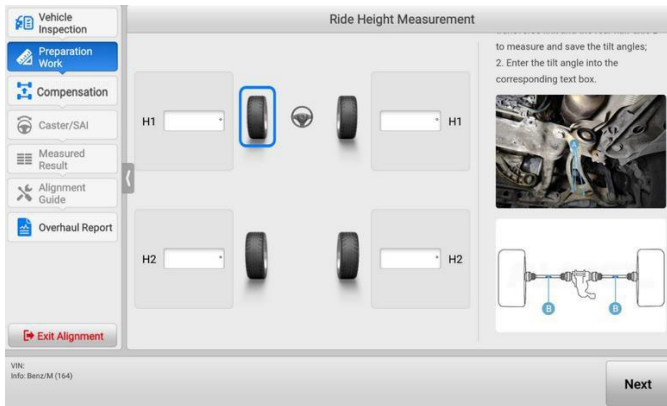 Vehicle
Inspection
Preparation
Work
Compensation
Caster/SAI
Measured
Result
Alignment
Guide
Overhaul Report
Exit Alignment
Ride Height Measurement
H1
°
°
H1
H2
°
°
H2
to measure and save the tilt angles;
2. Enter the tilt angle into the
corresponding text box.
A
B
B
VIN:
Info: Benz/M (164)
Next